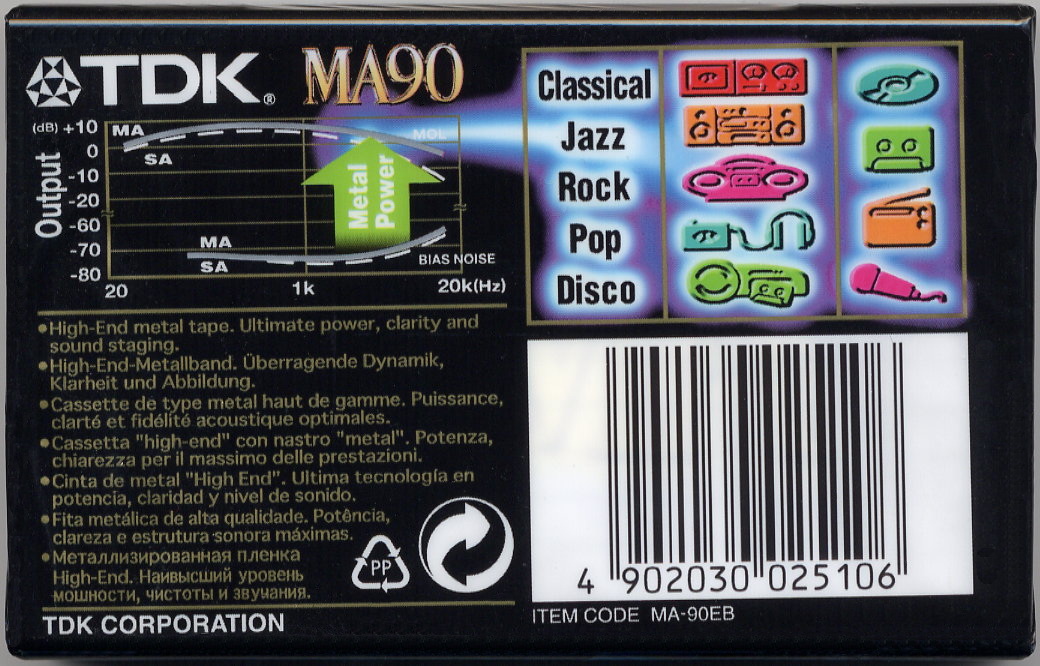 TDK®
MA90
(dB) +10
0
-10
-20
-60
-70
-80
Output
MA
SA
MOL
Metal
Power
MA
SA
BIAS NOISE
20
1k
20k(Hz)
Classical
Jazz
Rock
Pop
Disco
•High-End metal tape. Ultimate power, clarity and
sound staging.
•High-End-Metallband. Überragende Dynamik,
Klarheit und Abbildung.
•Cassette de type metal haut de gamme. Puissance,
clarté et fidélité acoustique optimales.
•Cassetta "high-end" con nastro "metal". Potenza,
chiarezza per il massimo delle prestazioni.
•Cinta de metal "High End". Ultima tecnología en
potencia, claridad y nivel de sonido.
•Fita metálica de alta qualidade. Potência,
clareza e estrutura sonora máximas.
•Металлизированная пленка
High-End. Наивысший уровень
мошности, чистоты и звучания.
PP
TDK CORPORATION
4 902030 025106
ITEM CODE MA-90EB